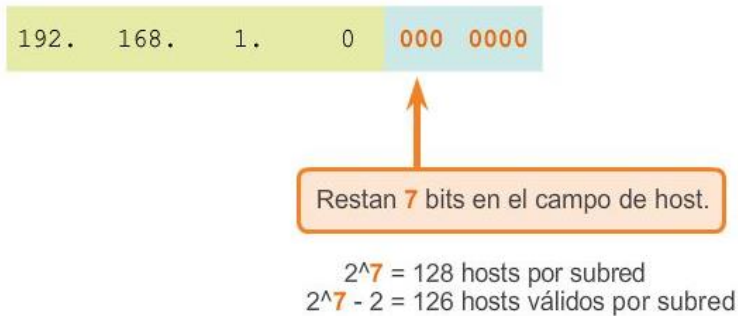 192. 168. 1. 0 000 0000
Restan 7 bits en el campo de host.
2^7 = 128 hosts por subred
2^7 - 2 = 126 hosts válidos por subred